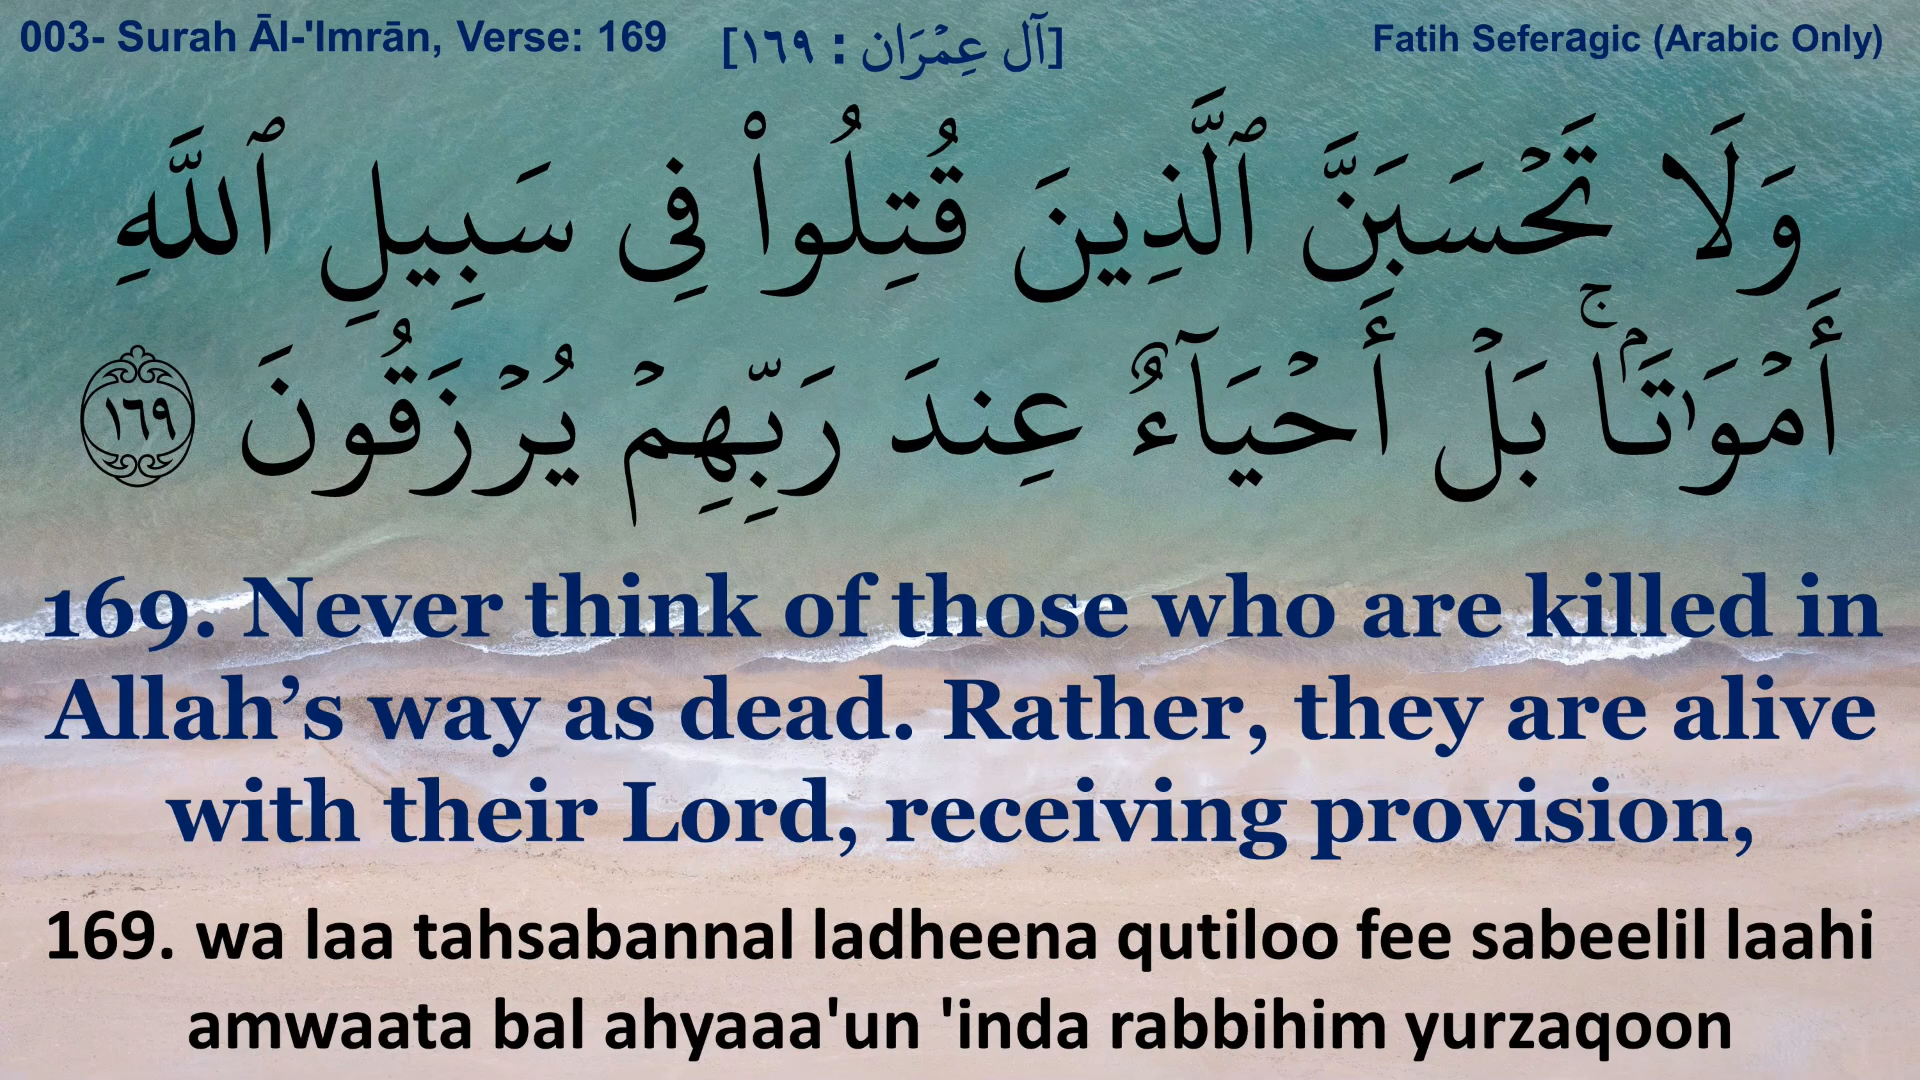 003- Surah Āl-'Imrān, Verse: 169
[آل عِمْرَان : ١٦٩]
Fatih Seferagic (Arabic Only)
وَلَا تَحْسَبَنَّ ٱلَّذِينَ قُتِلُوا۟ فِى سَبِيلِ ٱللَّهِ
أَمْوَٰتًۢا ۚ بَلْ أَحْيَآءٌ عِندَ رَبِّهِمْ يُرْزَقُونَ ١٦٩
169. Never think of those who are killed in
Allah’s way as dead. Rather, they are alive
with their Lord, receiving provision,
169. wa laa tahsabannal ladheena qutiloo fee sabeelil laahi
amwaata bal ahyaaa'un 'inda rabbihim yurzaqoon